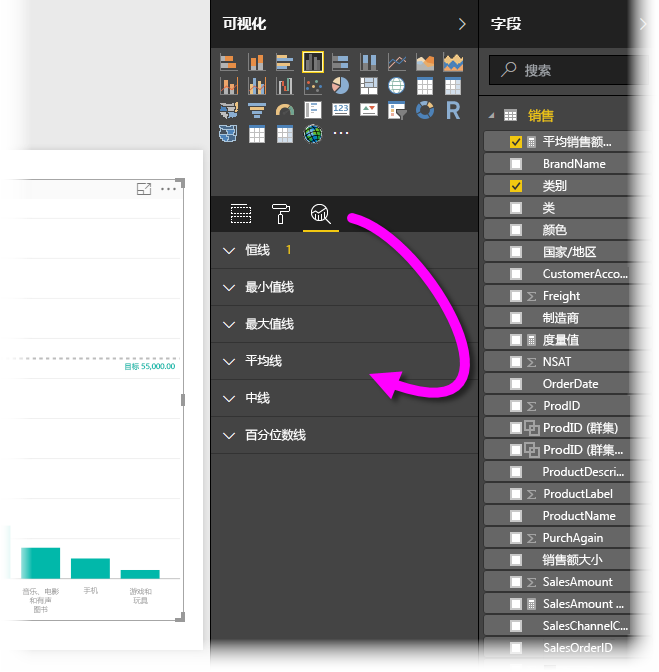 目标 55,000.00
音乐、电影
和有声
图书
手机
游戏和
玩具
可视化
123
R
恒线 1
最小值线
最大值线
平均线
中线
百分位数线
字段
搜索
销售
平均销售额...
BrandName
类别
类
颜色
国家/地区
CustomerAcco...
Freight
制造商
度量值
NSAT
OrderDate
ProdID
ProdID (群集)
ProdID (群集...
ProductDescri...
ProductLabel
ProductName
PurchAgain
销售额大小
SalesAmount
SalesAmount ...
SalesChannelC...
SalesOrderID